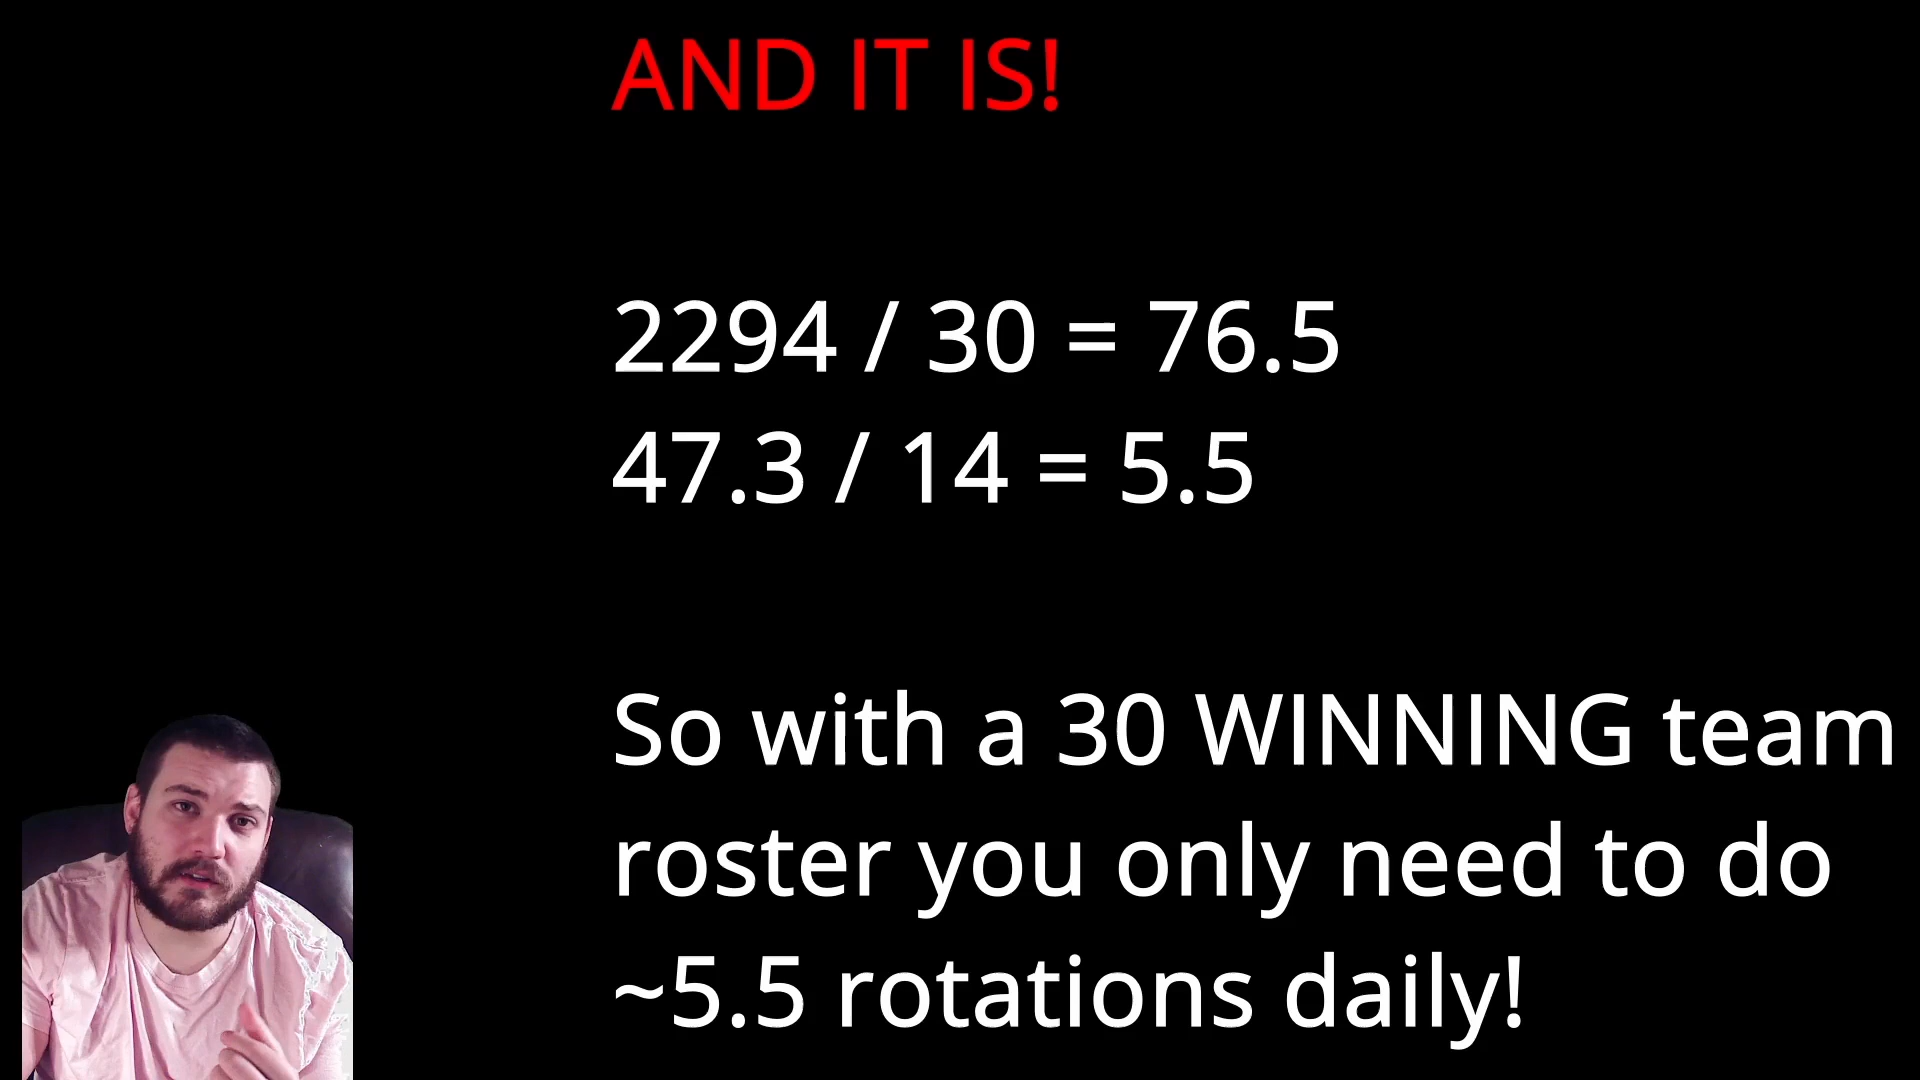 AND IT IS!
2294 / 30 = 76.5
47.3 / 14 = 5.5
So with a 30 WINNING team
roster you only need to do
~5.5 rotations daily!